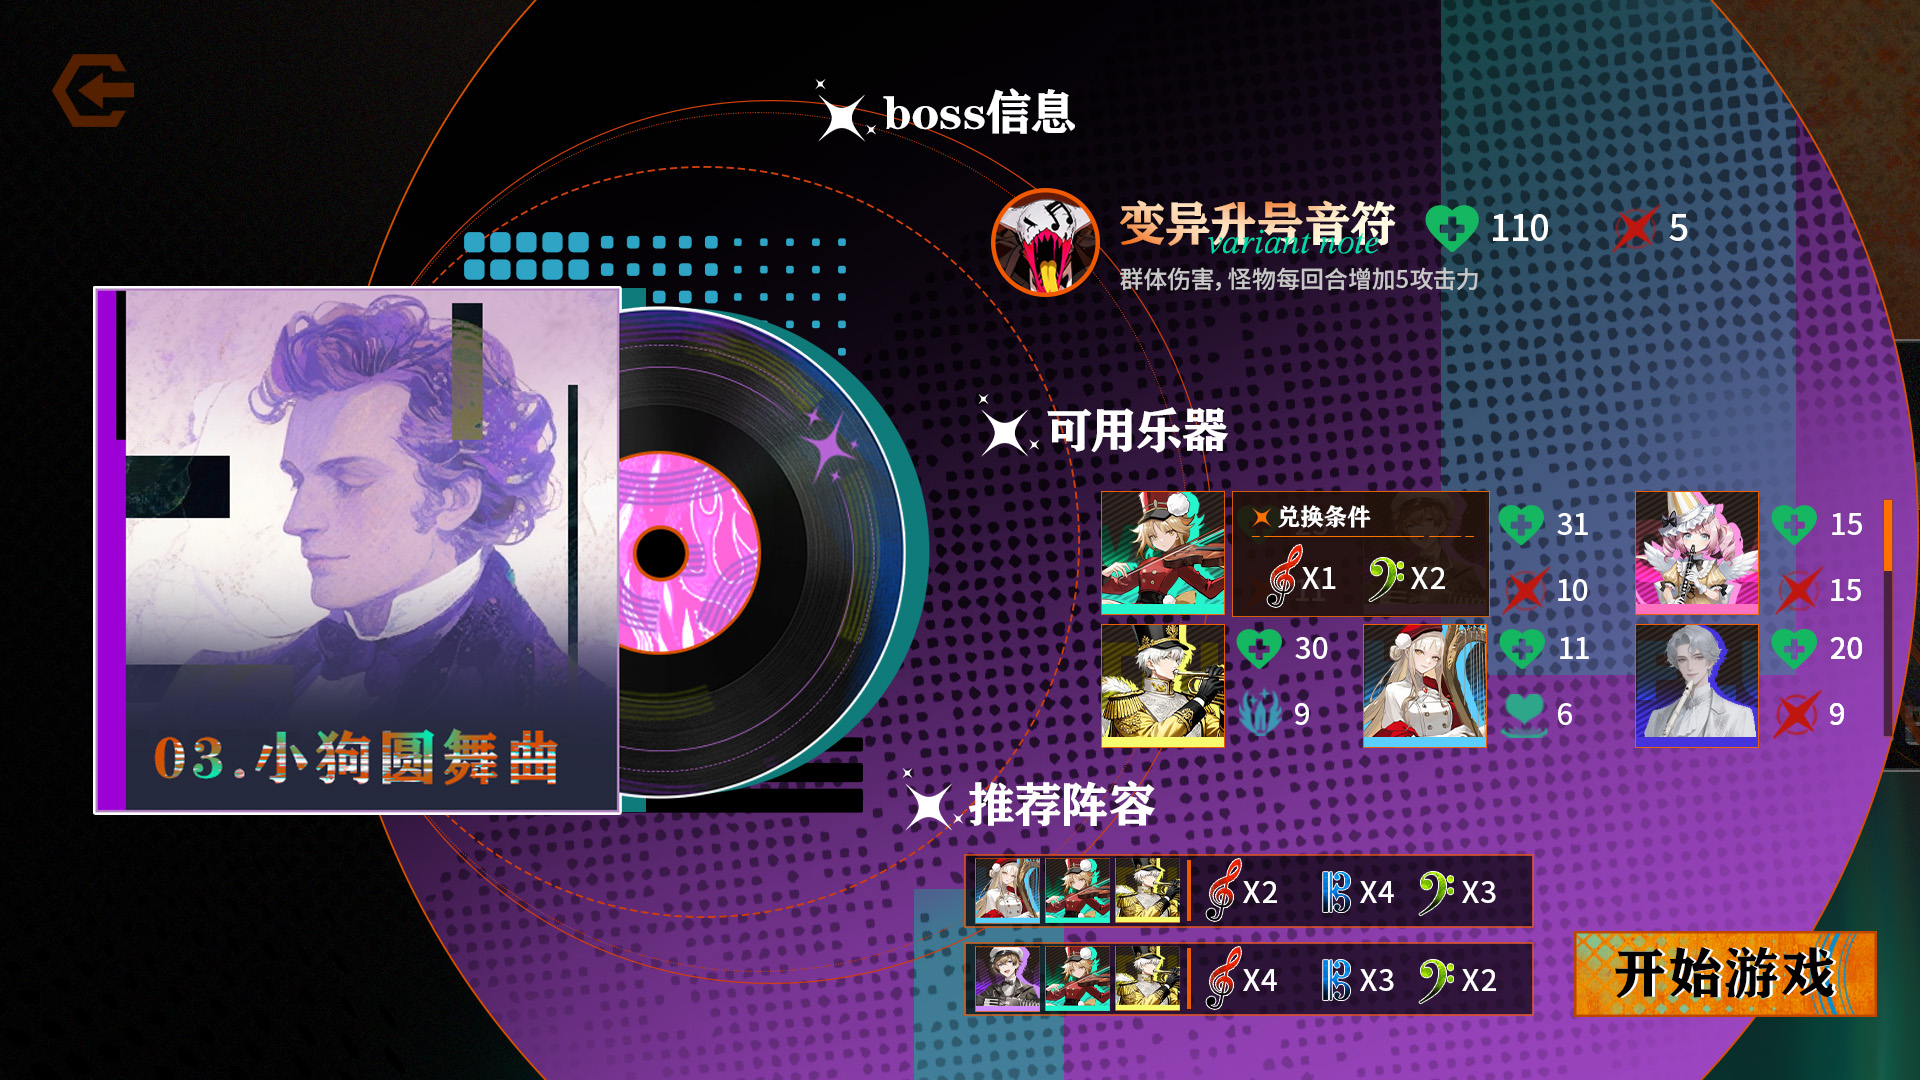 boss信息
变异升号音符 110 5
variant note
群体伤害，怪物每回合增加5攻击力
可用乐器
兑换条件
X1 X2
31 15
10 15
30 11 20
9 6 9
03.小狗圆舞曲
推荐阵容
X2 X4 X3
X4 X3 X2
开始游戏